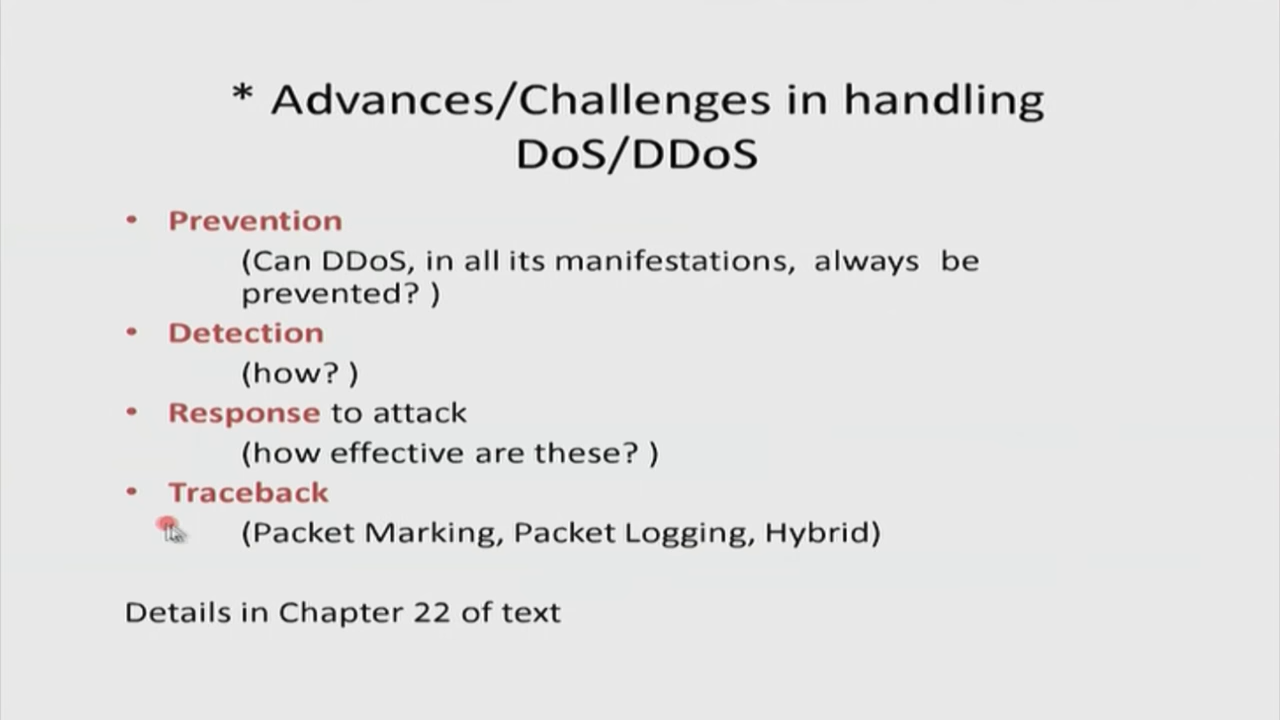 * Advances/Challenges in handling
DoS/DDoS
• Prevention
(Can DDoS, in all its manifestations, always be
prevented? )
• Detection
(how? )
• Response to attack
(how effective are these? )
• Traceback
(Packet Marking, Packet Logging, Hybrid)
Details in Chapter 22 of text